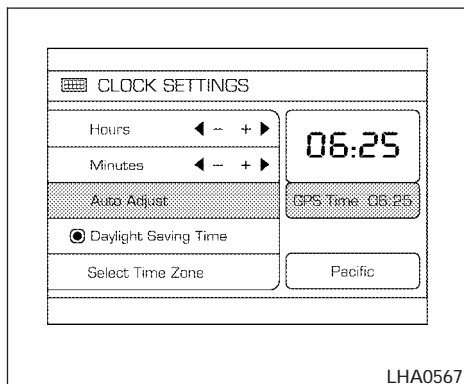 CLOCK SETTINGS
Hours - +
Minutes - +
06:25
Auto Adjust
GPS Time 06:25
Daylight Saving Time
Select Time Zone
Pacific
LHA0567